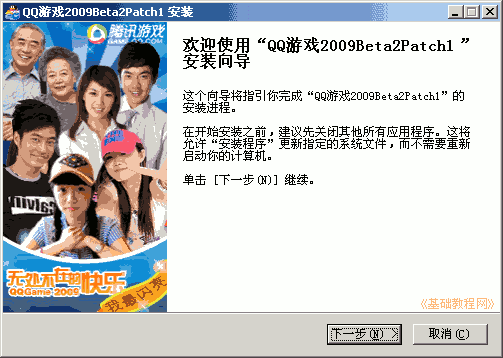 QQ游戏2009Beta2Patch1 安装
腾讯游戏
GAME.QQ.COM
欢迎使用“QQ游戏2009Beta2Patch1 ”
安装向导
这个向导将指引你完成“QQ游戏2009Beta2Patch1”的
安装进程。
在开始安装之前，建议先关闭其他所有应用程序。这将
允许“安装程序”更新指定的系统文件，而不需要重新
启动你的计算机。
单击 [下一步(N)] 继续。
Calvin
无处不在的快乐
QQGame·2009
我最闪亮
《基础教程网》
下一步(N) >
取消(C)